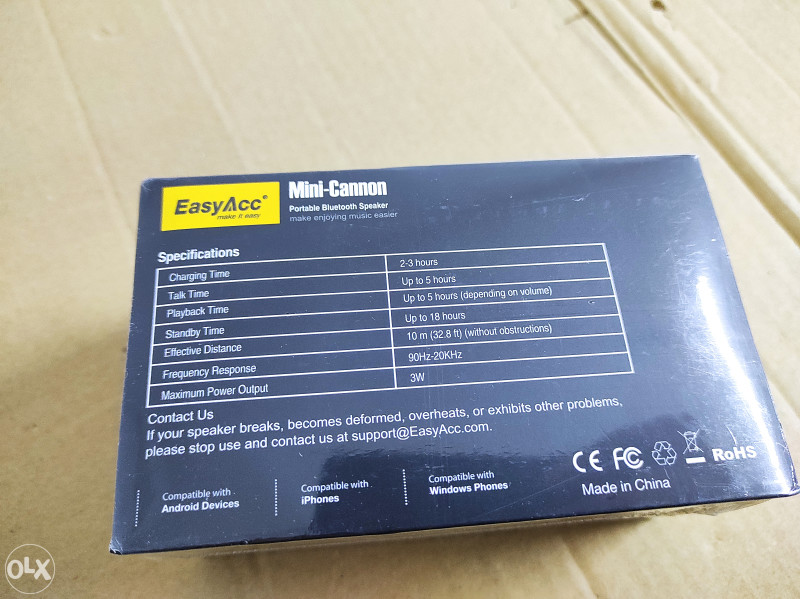 EasyAcc®
make it easy
Mini-Cannon
Portable Bluetooth Speaker
make enjoying music easier
Specifications
Charging Time 2-3 hours
Talk Time Up to 5 hours
Playback Time Up to 5 hours (depending on volume)
Standby Time Up to 18 hours
Effective Distance 10 m (32.8 ft) (without obstructions)
Frequency Response 90Hz-20KHz
Maximum Power Output 3W
Contact Us
If your speaker breaks, becomes deformed, overheats, or exhibits other problems,
please stop use and contact us at support@EasyAcc.com.
CE FC RoHS
Made in China
Compatible with
Android Devices
Compatible with
iPhones
Compatible with
Windows Phones
OLX